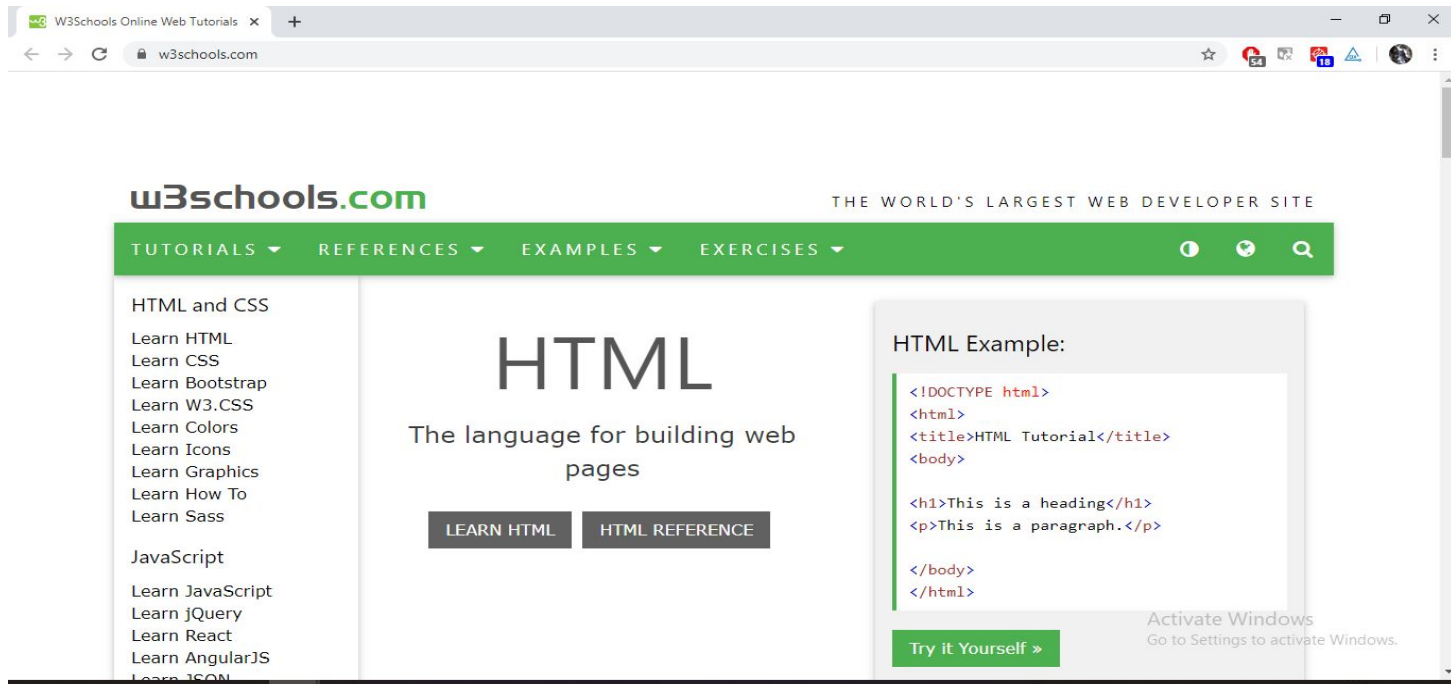 W3Schools Online Web Tutorials
w3schools.com
54
18
w3schools.com
THE WORLD'S LARGEST WEB DEVELOPER SITE
TUTORIALS REFERENCES EXAMPLES EXERCISES
HTML and CSS
Learn HTML
Learn CSS
Learn Bootstrap
Learn W3.CSS
Learn Colors
Learn Icons
Learn Graphics
Learn How To
Learn Sass
JavaScript
Learn JavaScript
Learn jQuery
Learn React
Learn AngularJS
Learn JSON
HTML
The language for building web
pages
LEARN HTML HTML REFERENCE
HTML Example:
<!DOCTYPE html>
<html>
<title>HTML Tutorial</title>
<body>
<h1>This is a heading</h1>
<p>This is a paragraph.</p>
</body>
</html>
Try it Yourself »
Activate Windows
Go to Settings to activate Windows.